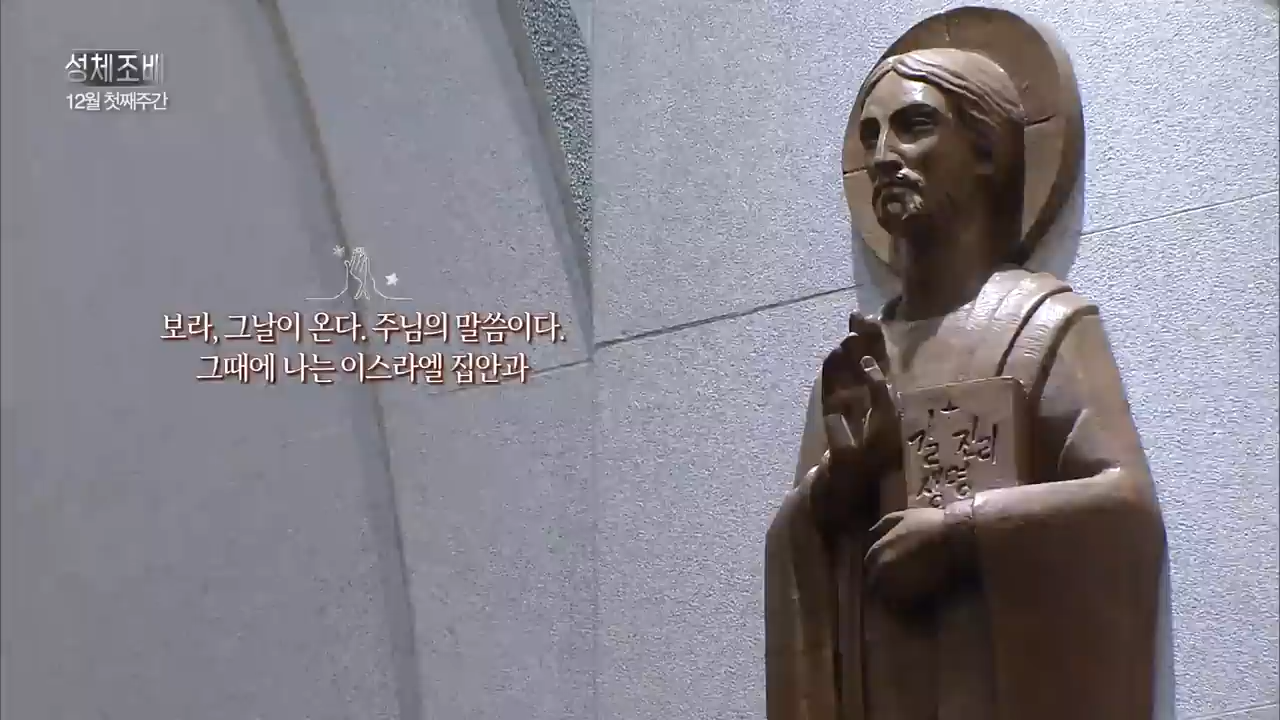 성체조배
12월 첫째주간
보라, 그날이 온다. 주님의 말씀이다.
그때에 나는 이스라엘 집안과
길 진리
생명